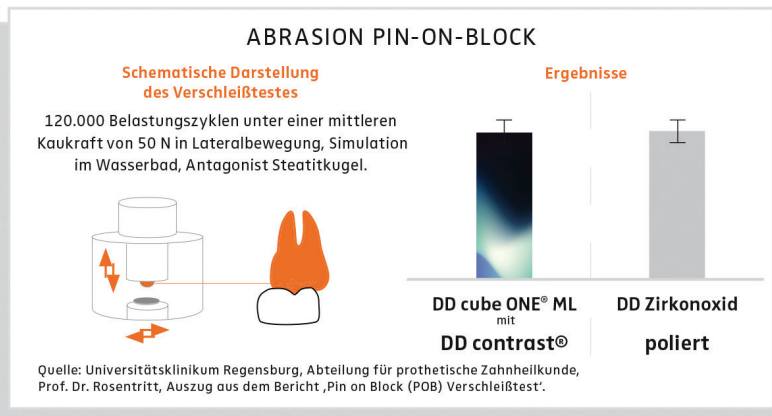 ABRASION PIN-ON-BLOCK
Schematische Darstellung
des Verschleißtestes
120.000 Belastungszyklen unter einer mittleren
Kaukraft von 50 N in Lateralbewegung, Simulation
im Wasserbad, Antagonist Steatitkugel.
Ergebnisse
DD cube ONE® ML
mit
DD contrast®
DD Zirkonoxid
poliert
Quelle: Universitätsklinikum Regensburg, Abteilung für prothetische Zahnheilkunde,
Prof. Dr. Rosentritt, Auszug aus dem Bericht ‚Pin on Block (POB) Verschleißtest‘.